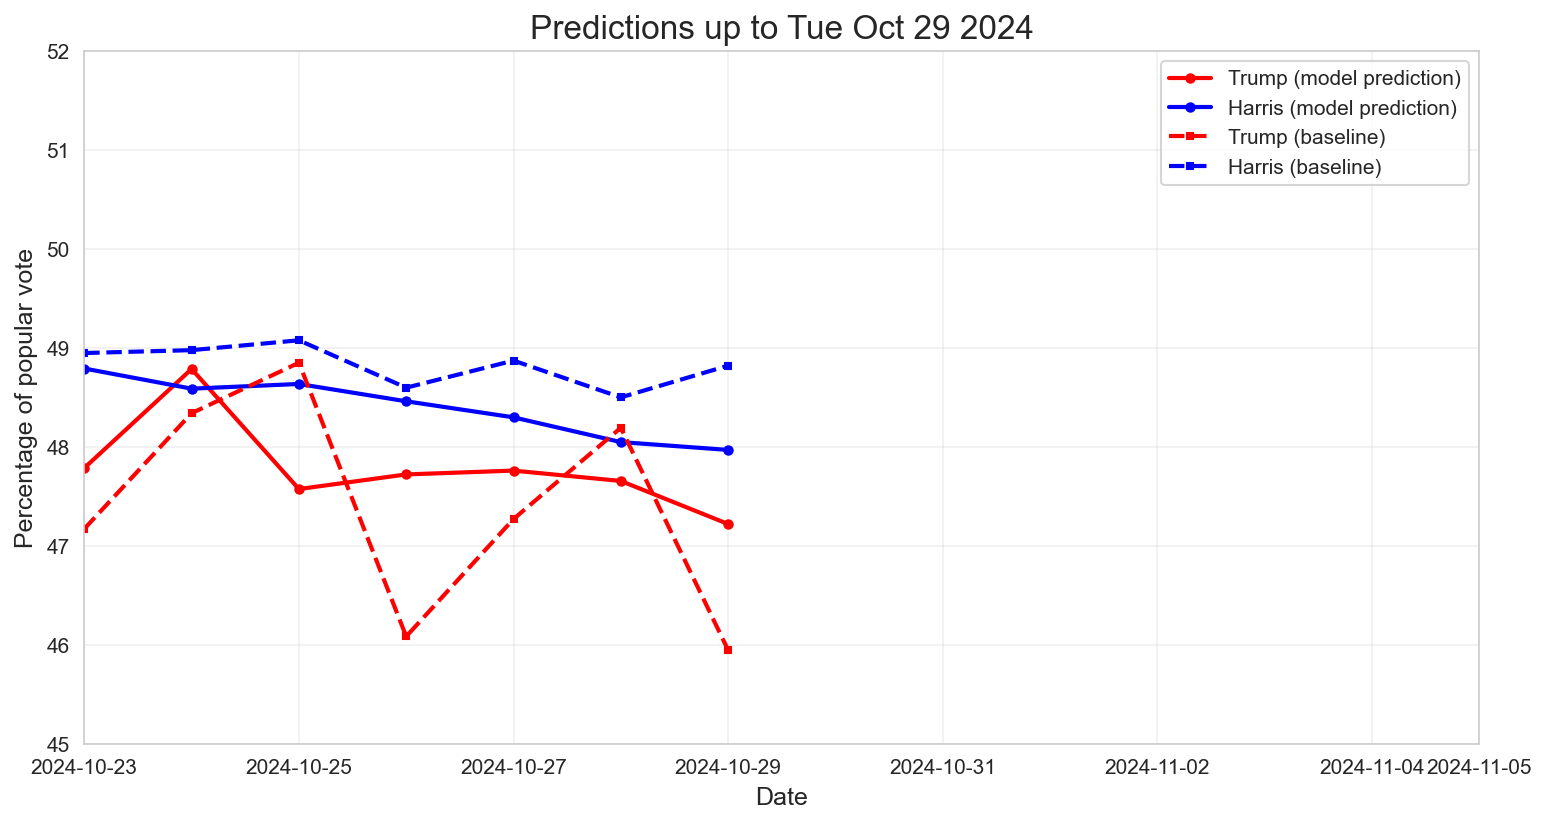 Predictions up to Tue Oct 29 2024
Trump (model prediction)
Harris (model prediction)
Trump (baseline)
Harris (baseline)
Percentage of popular vote
52
51
50
49
48
47
46
45
2024-10-23
2024-10-25
2024-10-27
2024-10-29
2024-10-31
2024-11-02
2024-11-04
2024-11-05
Date